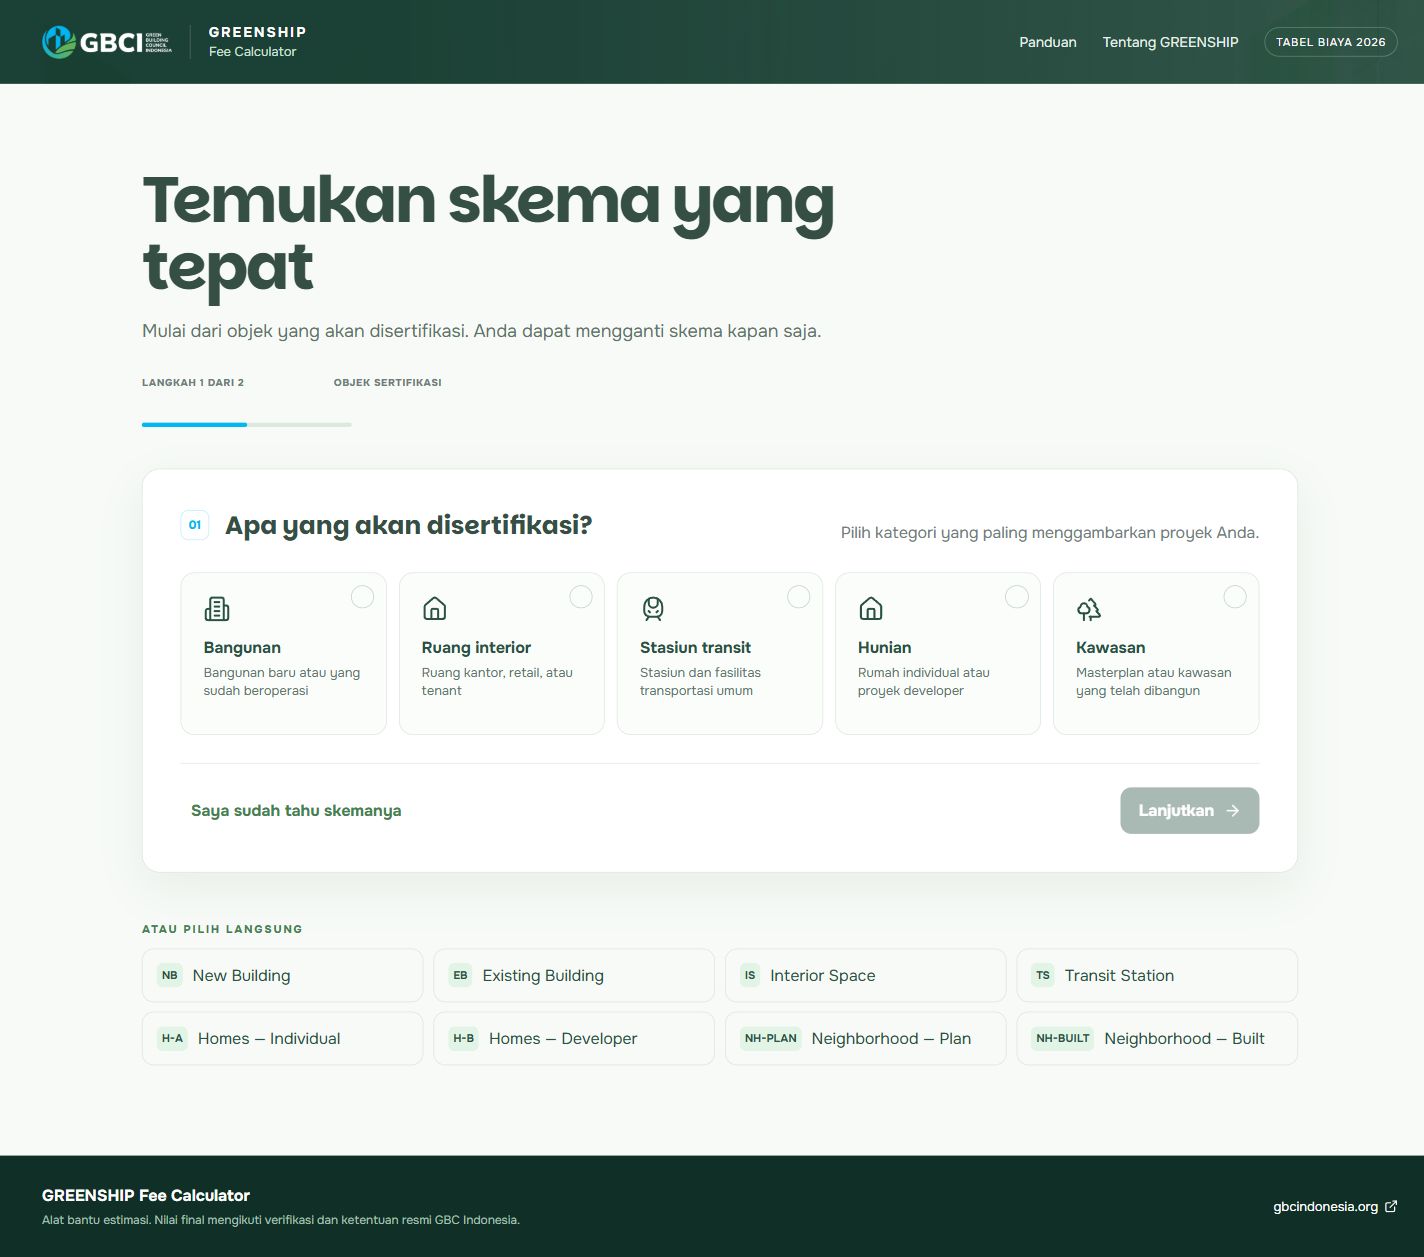 GBCI GREEN BUILDING COUNCIL INDONESIA
GREENSHIP
Fee Calculator
Panduan
Tentang GREENSHIP
TABEL BIAYA 2026
Temukan skema yang
tepat
Mulai dari objek yang akan disertifikasi. Anda dapat mengganti skema kapan saja.
LANGKAH 1 DARI 2
OBJEK SERTIFIKASI
01
Apa yang akan disertifikasi?
Pilih kategori yang paling menggambarkan proyek Anda.
Bangunan
Bangunan baru atau yang
sudah beroperasi
Ruang interior
Ruang kantor, retail, atau
tenant
Stasiun transit
Stasiun dan fasilitas
transportasi umum
Hunian
Rumah individual atau
proyek developer
Kawasan
Masterplan atau kawasan
yang telah dibangun
Saya sudah tahu skemanya
Lanjutkan →
ATAU PILIH LANGSUNG
NB New Building
EB Existing Building
IS Interior Space
TS Transit Station
H-A Homes — Individual
H-B Homes — Developer
NH-PLAN Neighborhood — Plan
NH-BUILT Neighborhood — Built
GREENSHIP Fee Calculator
Alat bantu estimasi. Nilai final mengikuti verifikasi dan ketentuan resmi GBC Indonesia.
gbcindonesia.org